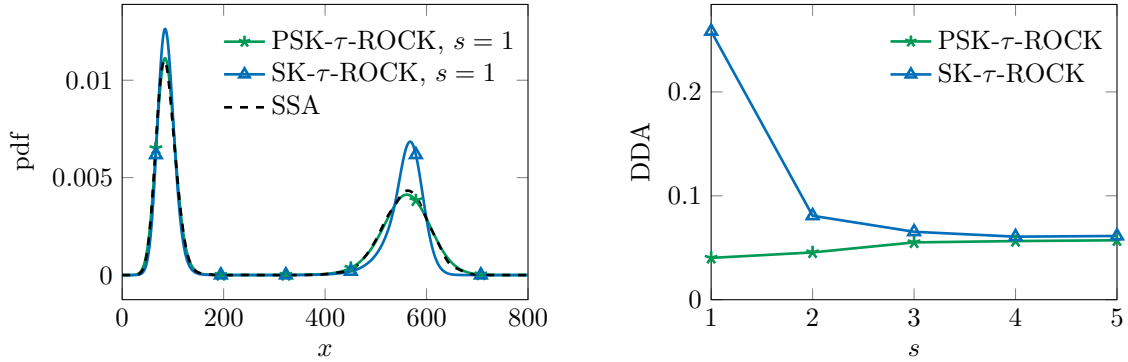 PSK-τ-ROCK, s = 1
SK-τ-ROCK, s = 1
SSA
0.01
0.005
0
pdf
0 200 400 600 800
x
PSK-τ-ROCK
SK-τ-ROCK
0.2
0.1
0
DDA
1 2 3 4 5
s